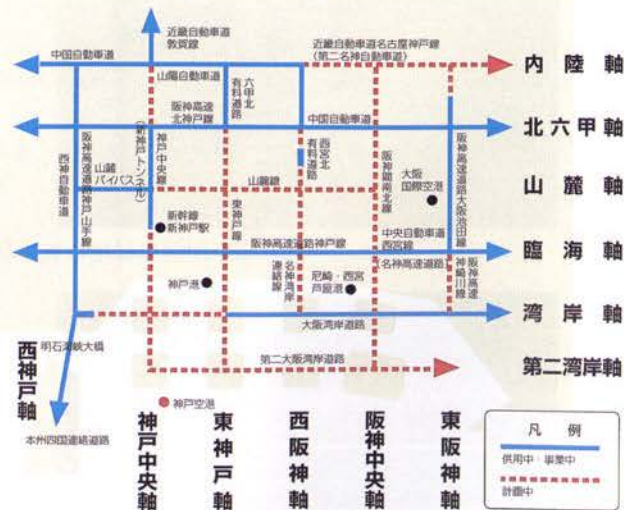 近畿自動車道
敦賀線
中国自動車道
近畿自動車道名古屋神戸線
(第二名神自動車道)
内陸軸
山陽自動車道
六甲北
有料道路
阪神高速
北神戸線
中国自動車道
北六甲軸
西神自動車道
阪神高速道路神戸山手線
山麓
バイパス
(新神戸トンネル)
神戸中央線
西宮北
有料道路
山麓線
東神戸線
阪神間南北線
大阪
国際空港
阪神高速道路大阪池田線
山麓軸
新幹線
新神戸駅
阪神高速道路神戸線
中央自動車道
西宮線
(名神高速道路)
臨海軸
神戸港
名神湾岸
連絡線
尼崎・西宮
芦屋港
阪神高速
神崎川線
大阪湾岸道路
湾岸軸
明石海峡大橋
西神戸軸
第二大阪湾岸道路
第二湾岸軸
神戸空港
本州四国連絡道路
神戸中央軸
東神戸軸
西阪神軸
阪神中央軸
東阪神軸
凡例
供用中・事業中
計画中